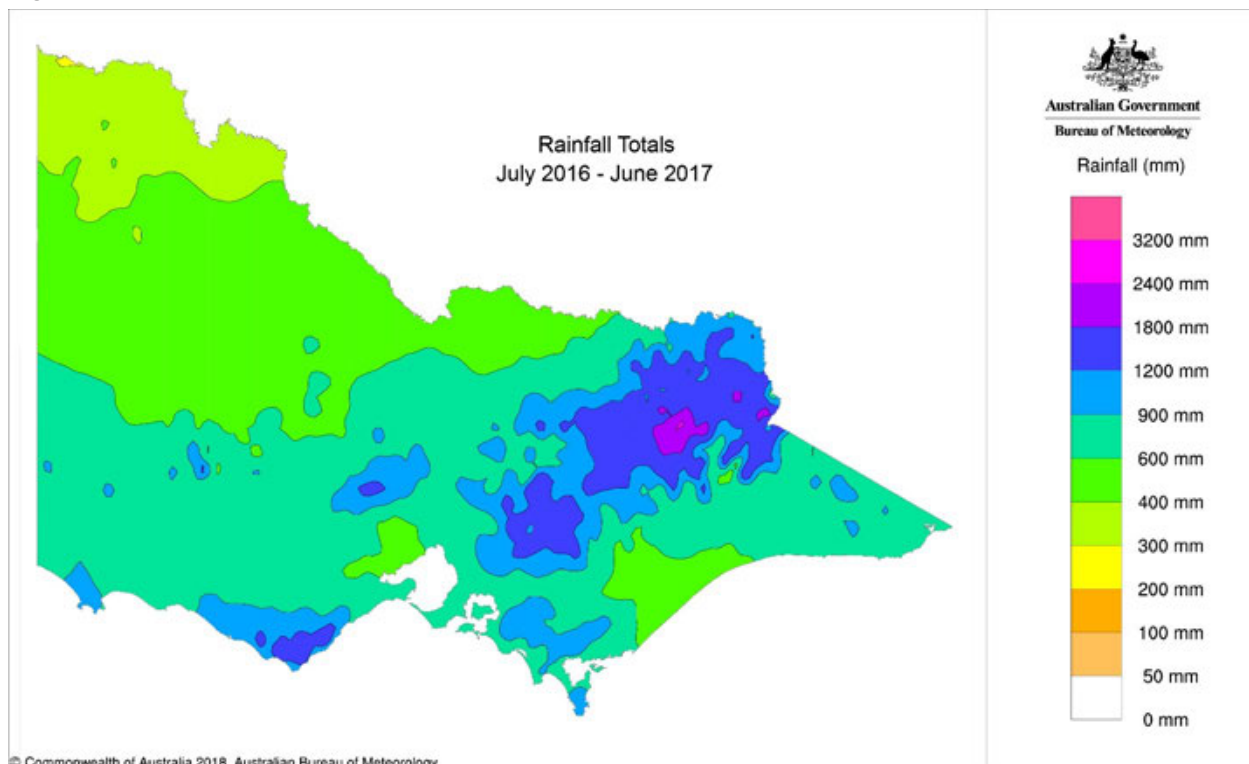 Rainfall Totals
July 2016 - June 2017
Australian Government
Bureau of Meteorology
Rainfall (mm)
3200 mm
2400 mm
1800 mm
1200 mm
900 mm
600 mm
400 mm
300 mm
200 mm
100 mm
50 mm
0 mm
© Commonwealth of Australia 2018, Australian Bureau of Meteorology